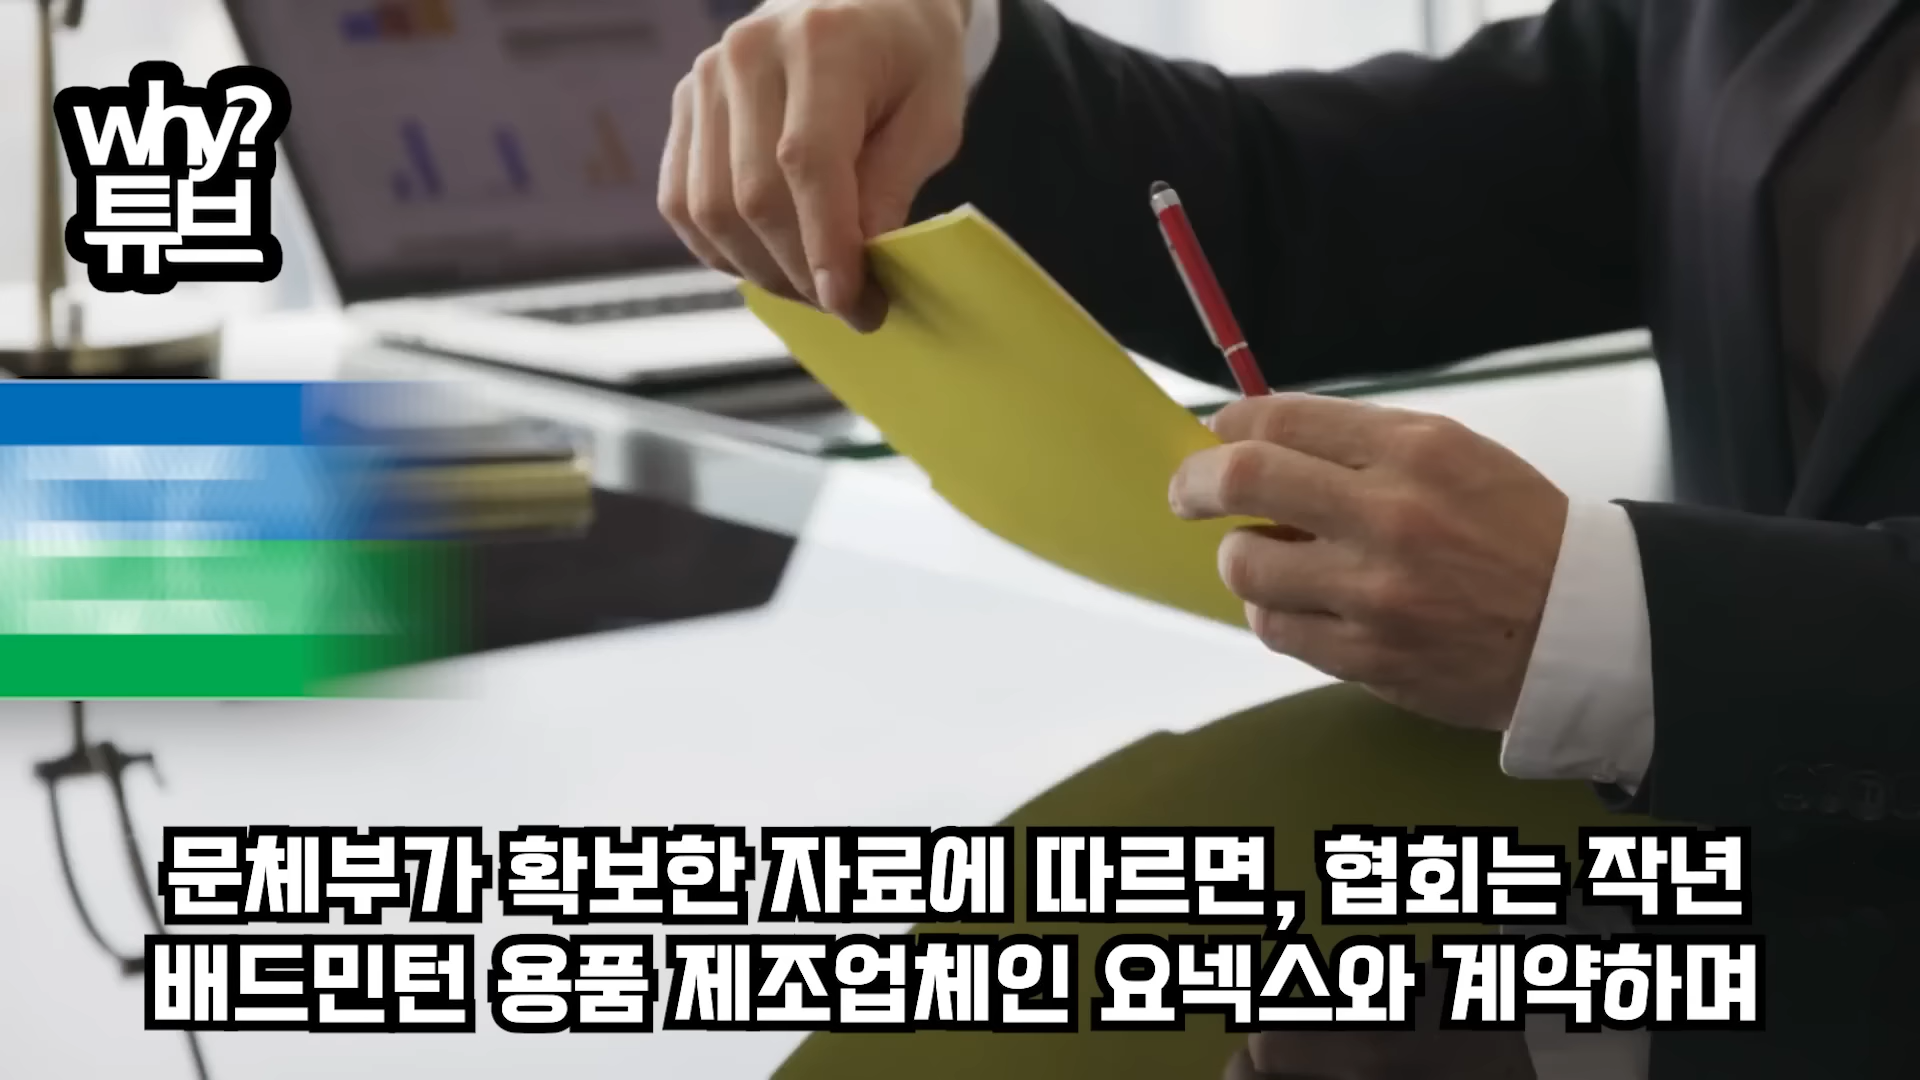 why?
튜브
문체부가 확보한 자료에 따르면, 협회는 작년
배드민턴 용품 제조업체인 요넥스와 계약하며